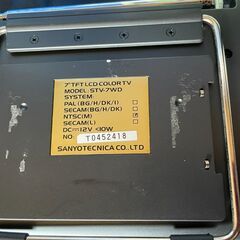 7"TFT LCD COLOR TV
MODEL: STV-7WD
SYSTEM:
PAL (BG/H/DK/I)
SECAM(BG/H/DK)
NTSC(M)
SECAM(L)
DC⎓12V <10W
NO. T0452418
SANYOTECNICA CO. LTD